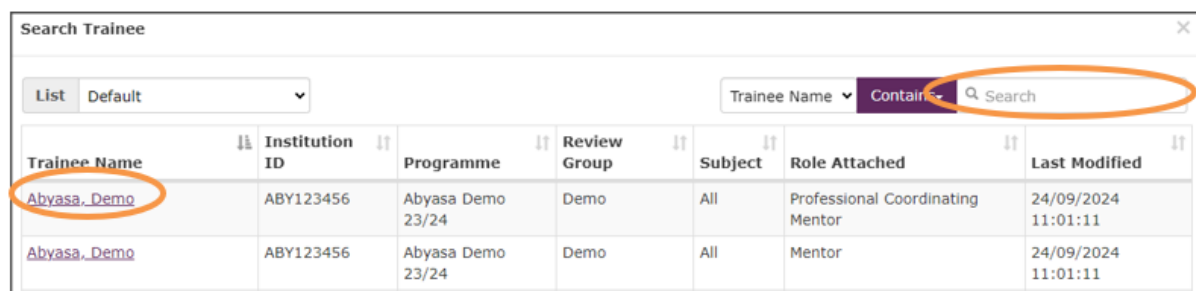 Search Trainee ×
List Default Trainee Name Contains Search
Trainee Name Institution ID Programme Review Group Subject Role Attached Last Modified
Abyasa, Demo ABY123456 Abyasa Demo 23/24 Demo All Professional Coordinating Mentor 24/09/2024 11:01:11
Abyasa, Demo ABY123456 Abyasa Demo 23/24 Demo All Mentor 24/09/2024 11:01:11